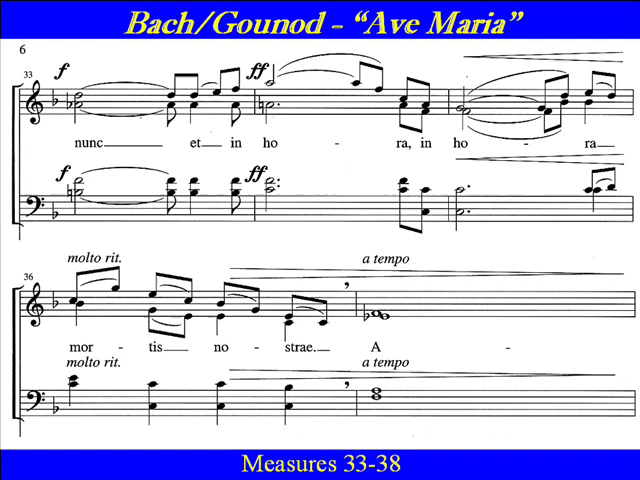 Bach/Gounod - “Ave Maria”
6
33 f ff
nunc et in ho - ra, in ho - ra
f ff
36 molto rit. a tempo
mor- tis no - strae. A -
molto rit. a tempo
Measures 33-38